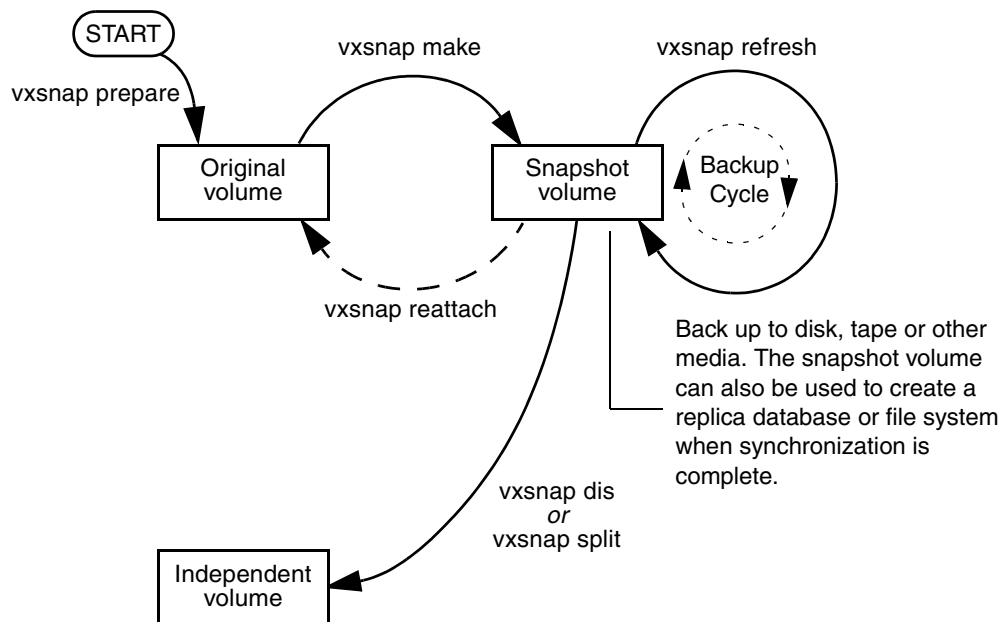 START
vxsnap prepare
vxsnap make
vxsnap refresh
Original
volume
Snapshot
volume
Backup
Cycle
vxsnap reattach
Back up to disk, tape or other
media. The snapshot volume
can also be used to create a
replica database or file system
when synchronization is
complete.
vxsnap dis
or
vxsnap split
Independent
volume